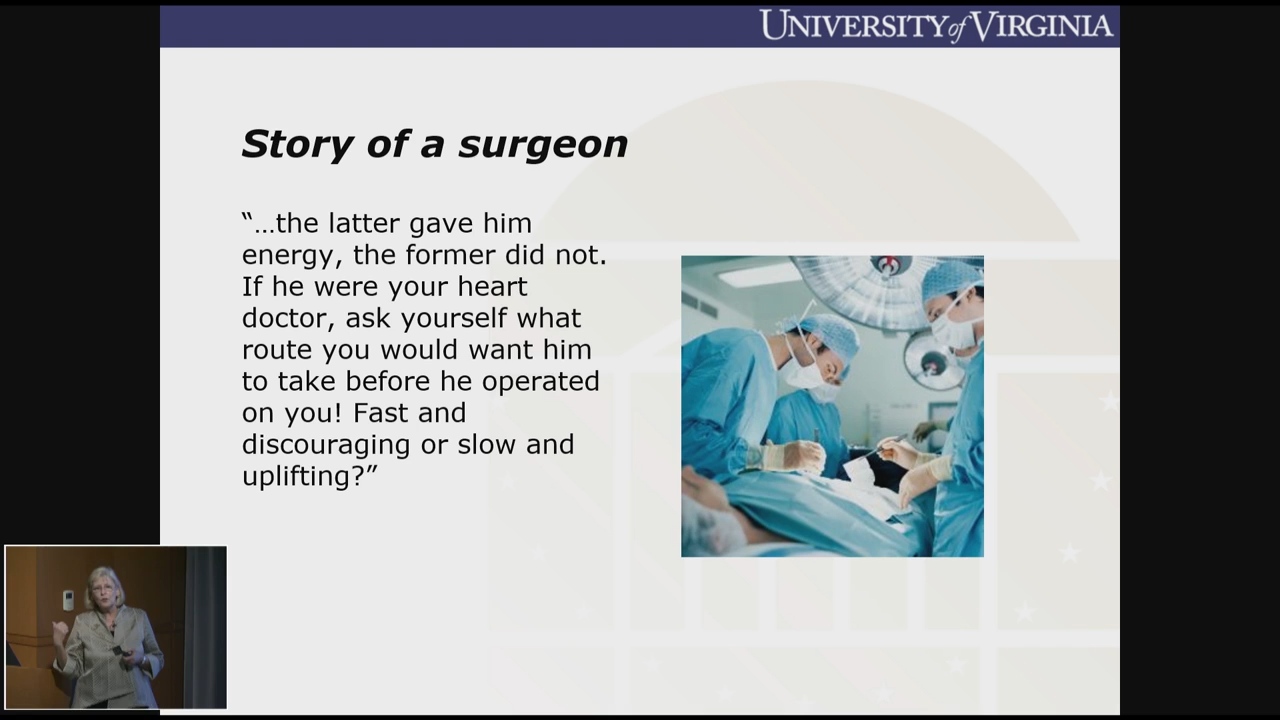 UNIVERSITY of VIRGINIA
Story of a surgeon
“…the latter gave him
energy, the former did not.
If he were your heart
doctor, ask yourself what
route you would want him
to take before he operated
on you! Fast and
discouraging or slow and
uplifting?”